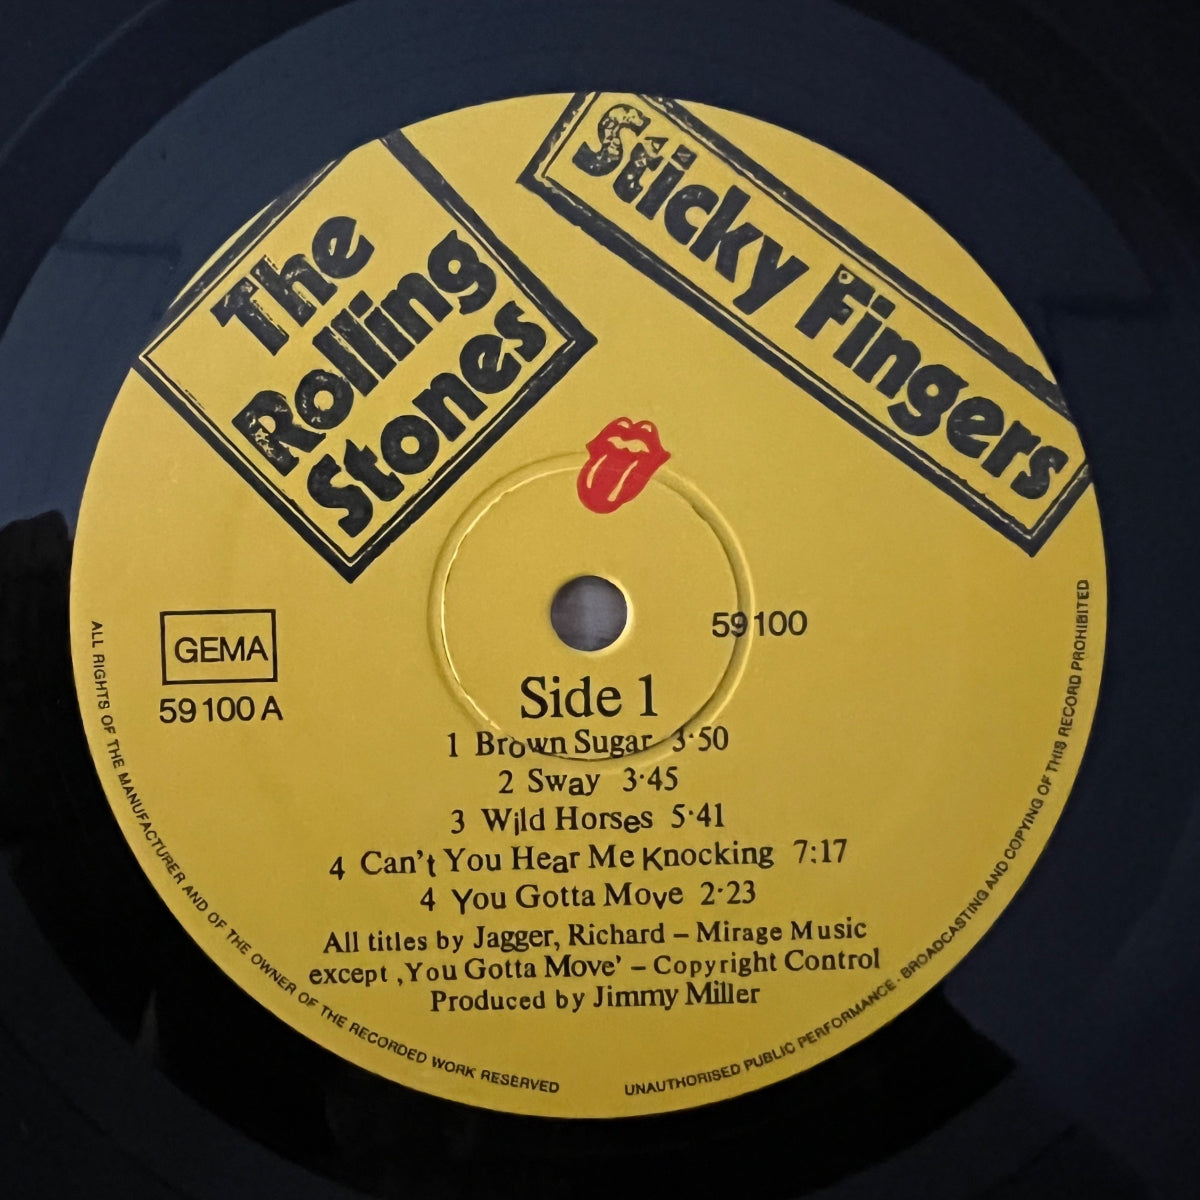 The
Rolling
Stones
Sticky Fingers
GEMA
59 100 A
59 100
Side 1
1 Brown Sugar 3·50
2 Sway 3·45
3 Wild Horses 5·41
4 Can't You Hear Me Knocking 7:17
4 You Gotta Move 2·23
All titles by Jagger, Richard – Mirage Music
except ‚You Gotta Move' – Copyright Control
Produced by Jimmy Miller
ALL RIGHTS OF THE MANUFACTURER AND OF THE OWNER OF THE RECORDED WORK RESERVED
UNAUTHORISED PUBLIC PERFORMANCE · BROADCASTING AND COPYING OF THIS RECORD PROHIBITED